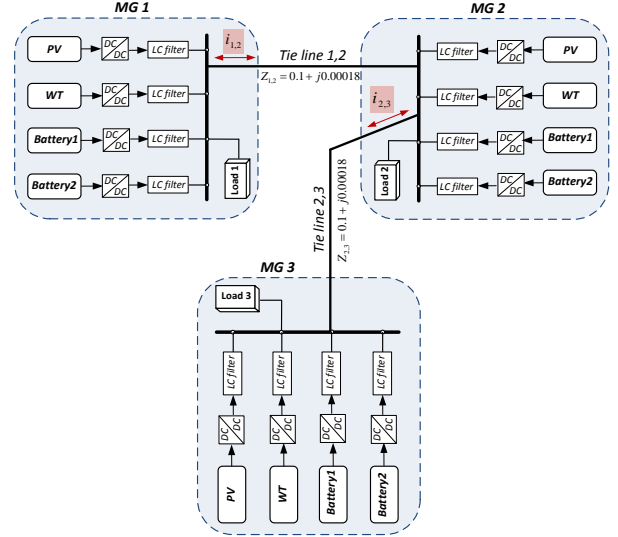 MG 1
PV
DC/DC
LC filter
WT
DC/DC
LC filter
Battery1
DC/DC
LC filter
Battery2
DC/DC
LC filter
Load 1
i1,2
Tie line 1,2
Z1,2 = 0.1 + j0.00018
MG 2
LC filter
DC/DC
PV
LC filter
DC/DC
WT
LC filter
DC/DC
Battery1
LC filter
DC/DC
Battery2
Load 2
i2,3
Tie line 2,3
Z2,3 = 0.1 + j0.00018
MG 3
Load 3
LC filter
LC filter
LC filter
LC filter
DC/DC
DC/DC
DC/DC
DC/DC
PV
WT
Battery1
Battery2